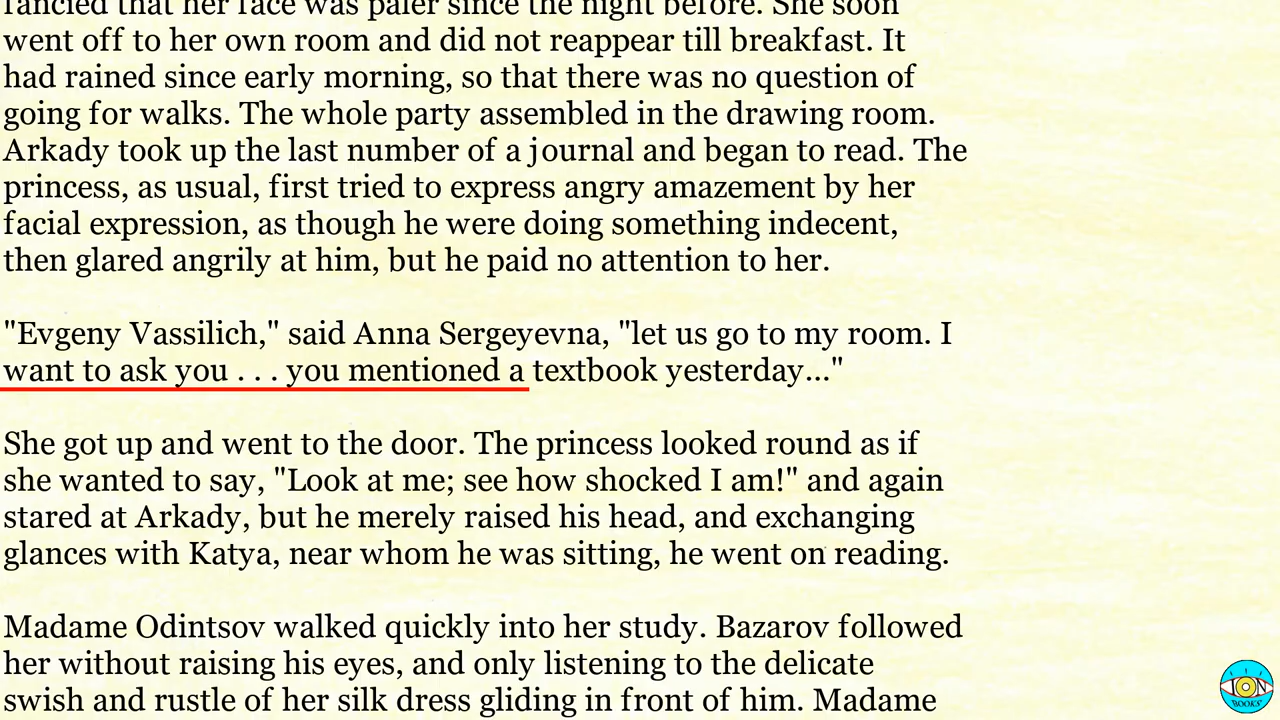 fancied that her face was paler since the night before. She soon
went off to her own room and did not reappear till breakfast. It
had rained since early morning, so that there was no question of
going for walks. The whole party assembled in the drawing room.
Arkady took up the last number of a journal and began to read. The
princess, as usual, first tried to express angry amazement by her
facial expression, as though he were doing something indecent,
then glared angrily at him, but he paid no attention to her.
"Evgeny Vassilich," said Anna Sergeyevna, "let us go to my room. I
want to ask you . . . you mentioned a textbook yesterday..."
She got up and went to the door. The princess looked round as if
she wanted to say, "Look at me; see how shocked I am!" and again
stared at Arkady, but he merely raised his head, and exchanging
glances with Katya, near whom he was sitting, he went on reading.
Madame Odintsov walked quickly into her study. Bazarov followed
her without raising his eyes, and only listening to the delicate
swish and rustle of her silk dress gliding in front of him. Madame
ION
BOOKS